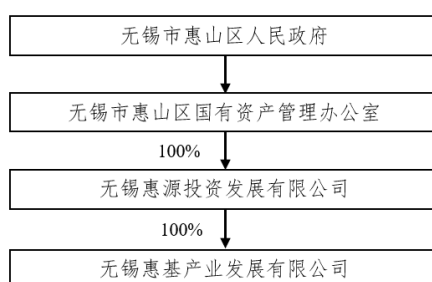 无锡市惠山区人民政府
无锡市惠山区国有资产管理办公室
100%
无锡惠源投资发展有限公司
100%
无锡惠基产业发展有限公司